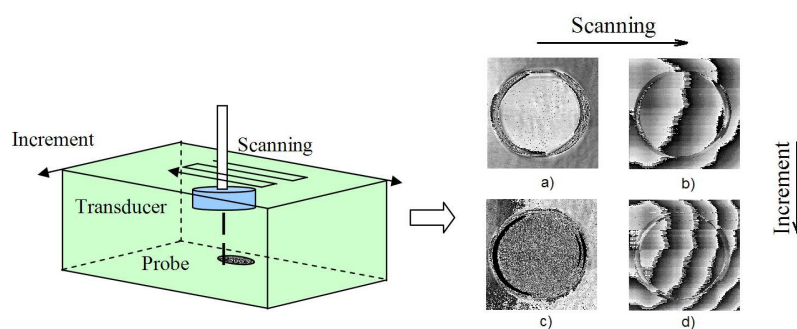 Scanning
Increment
Scanning
Transducer
Probe
a)
b)
Increment
c)
d)